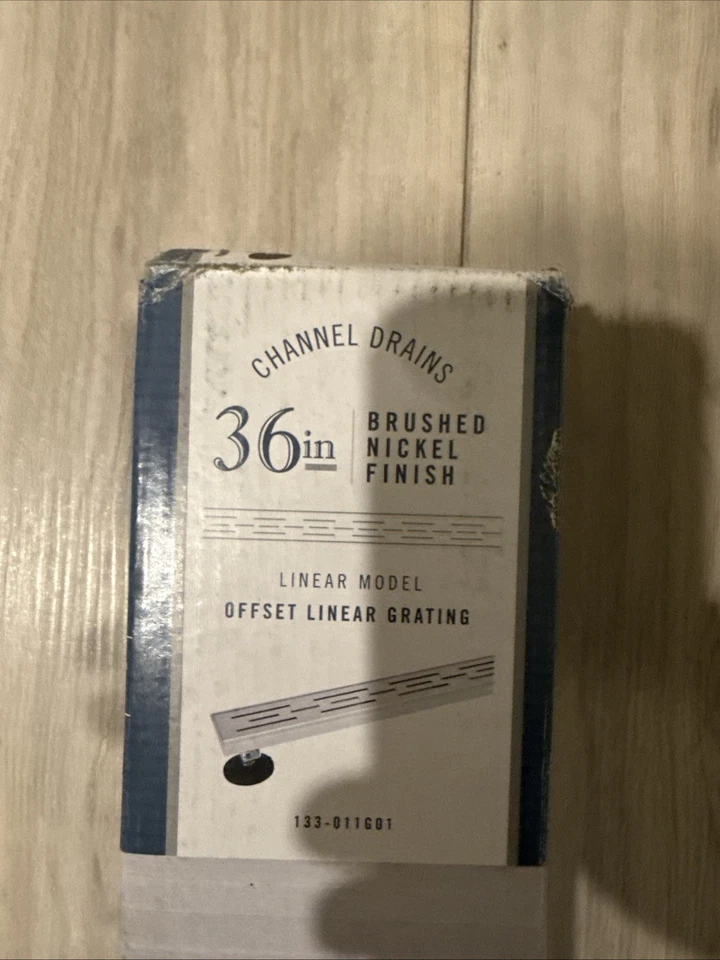 CHANNEL DRAINS
36in
BRUSHED
NICKEL
FINISH
LINEAR MODEL
OFFSET LINEAR GRATING
133-011G01